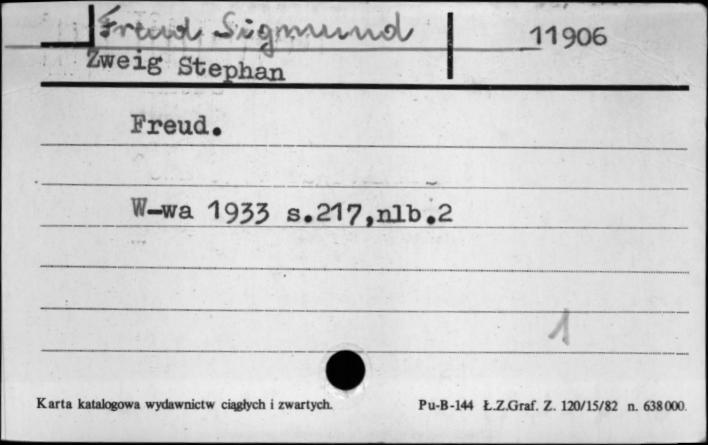 Freud Sigmund
11906
Zweig Stephan
Freud.
W-wa 1933 s.217,nlb.2
1
Karta katalogowa wydawnictw ciągłych i zwartych.
Pu-B-144 Ł.Z.Graf. Z. 120/15/82 n. 638000.